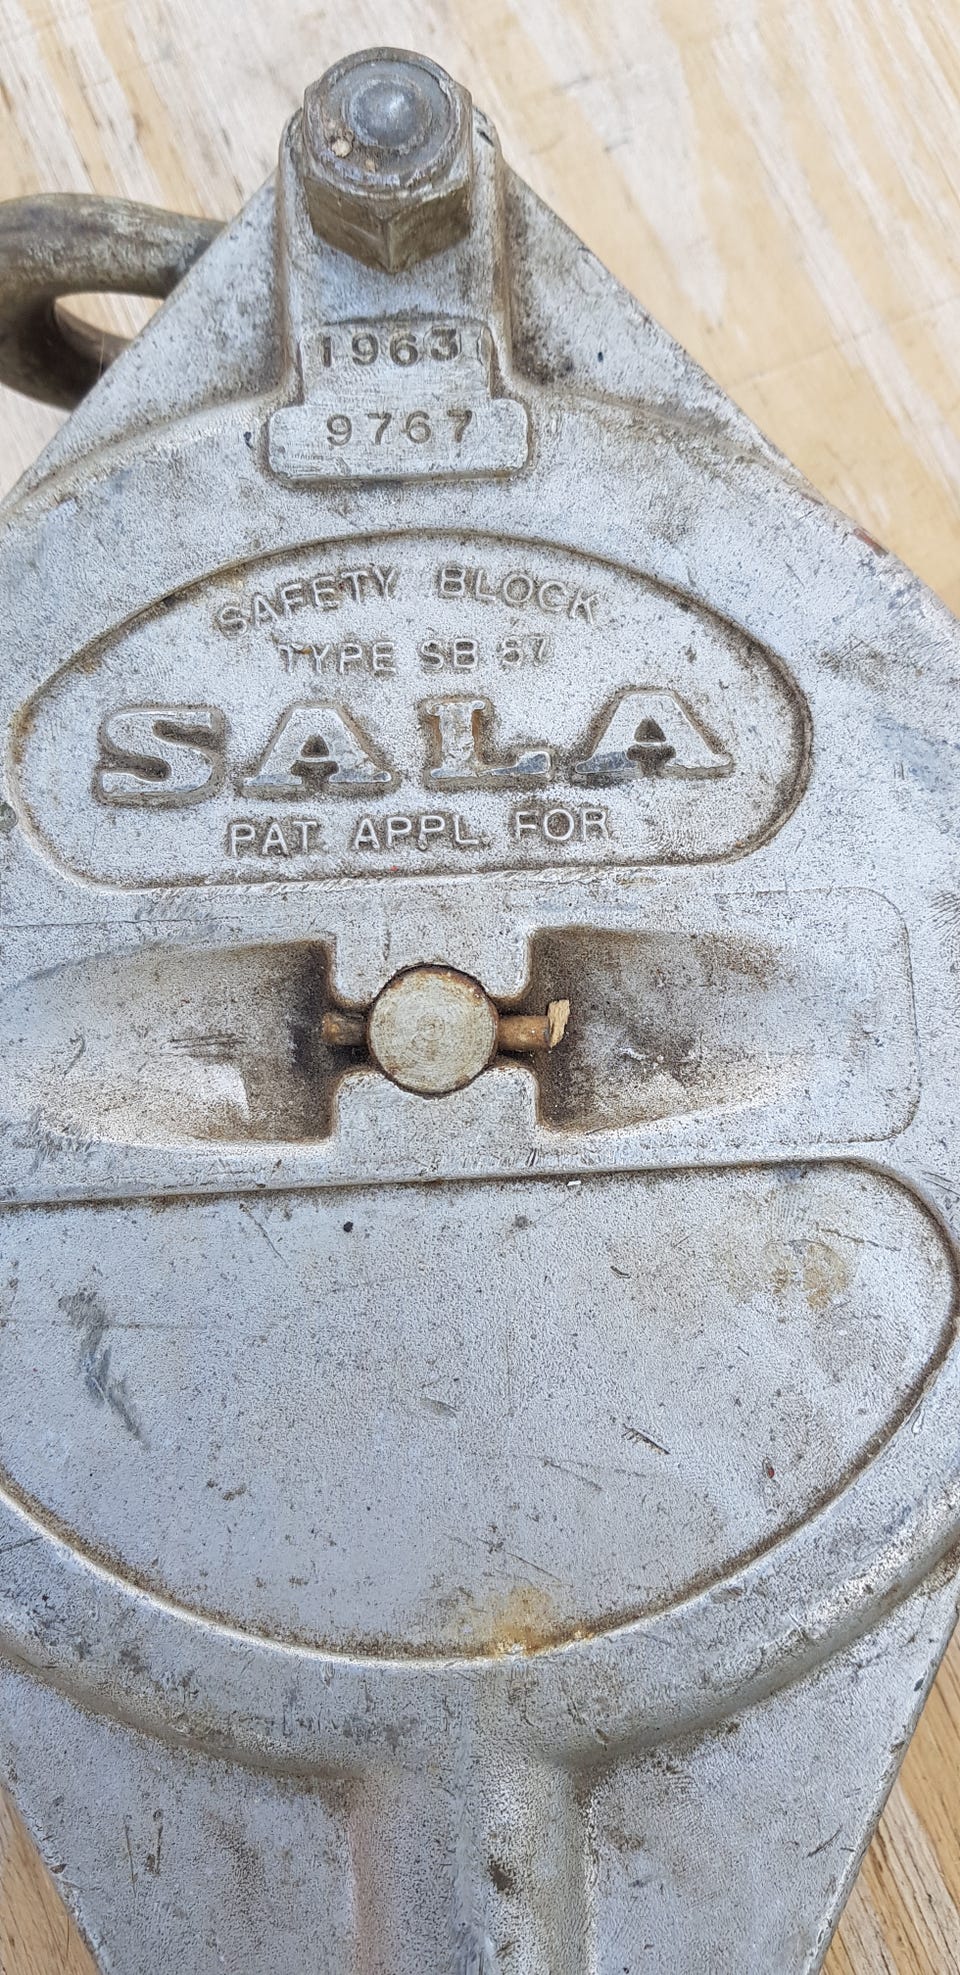 1963
9767
SAFETY BLOCK
TYPE SB 57
SALA
PAT. APPL. FOR